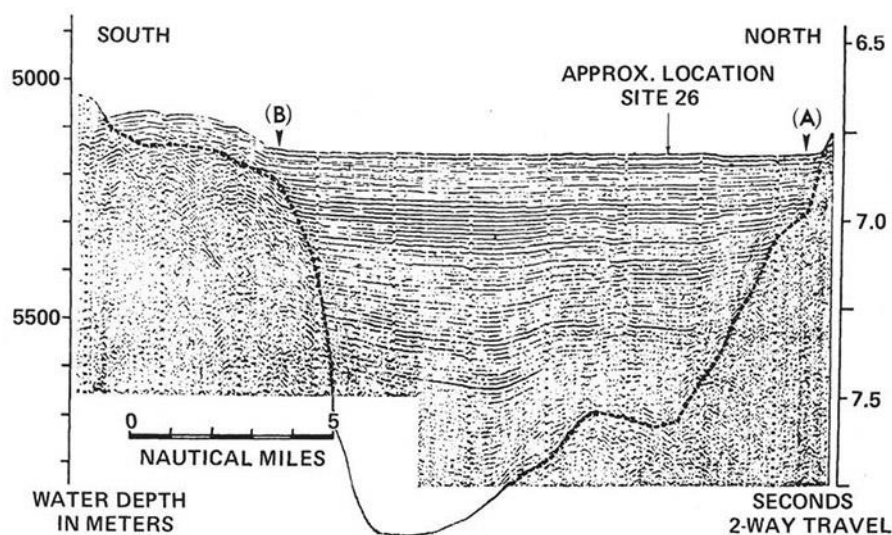 SOUTH
NORTH
5000
6.5
APPROX. LOCATION
SITE 26
(B)
(A)
7.0
5500
7.5
0 5
NAUTICAL MILES
WATER DEPTH
IN METERS
SECONDS
2-WAY TRAVEL